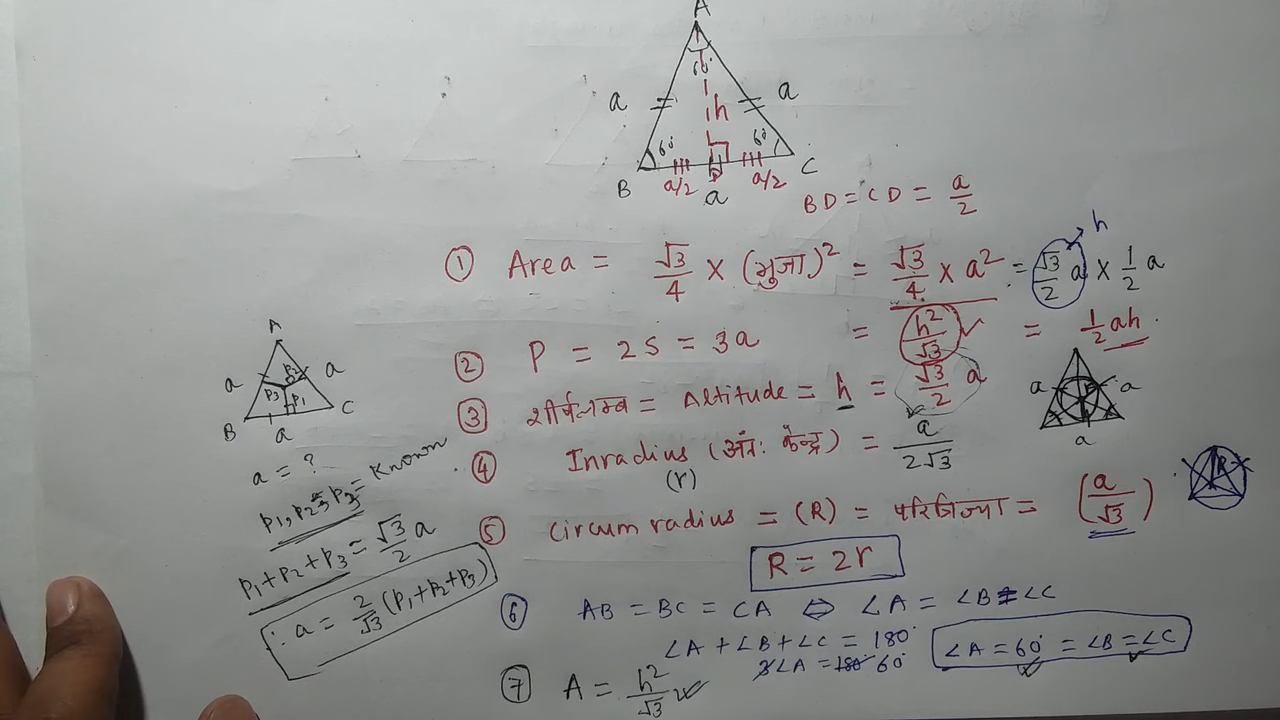 A
60°
a
h
a
60°
60°
B
C
a/2
D
a/2
a
BD = CD = a/2
① Area = √3/4 × (भुजा)² = √3/4 × a² = √3/2 a × 1/2 a
h
= h²/√3 ✓ = 1/2 ah.
② P = 2S = 3a
③ शीर्षलम्ब = Altitude = h = √3/2 a
④ Inradius (अंत: केन्द्र) = a/2√3
(r)
⑤ Circum radius = (R) = परित्रिज्या = (a/√3)
R = 2r
⑥ AB = BC = CA ⇔ ∠A = ∠B = ∠C
∠A + ∠B + ∠C = 180°
3∠A = 180° 60°
∠A = 60° = ∠B = ∠C
⑦ A = h²/√3
A
a
P₂
a
P₃
P₁
B
C
a
a = ?
P₁, P₂, P₃ = Known
P₁ + P₂ + P₃ = √3/2 a
∴ a = 2/√3 (P₁ + P₂ + P₃)
a
r
a
a
R